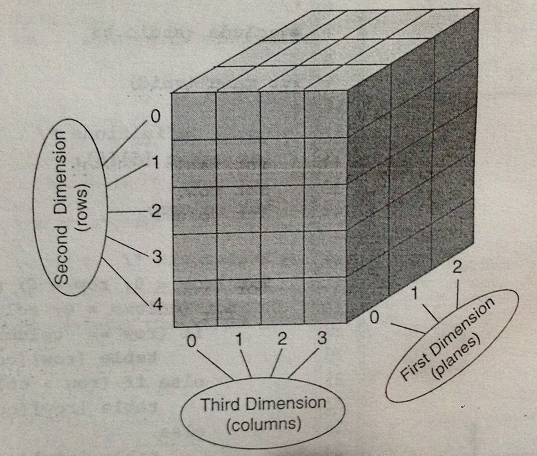 0
1
2
3
4
Second Dimension
(rows)
0 1 2 3
Third Dimension
(columns)
0 1 2
First Dimension
(planes)